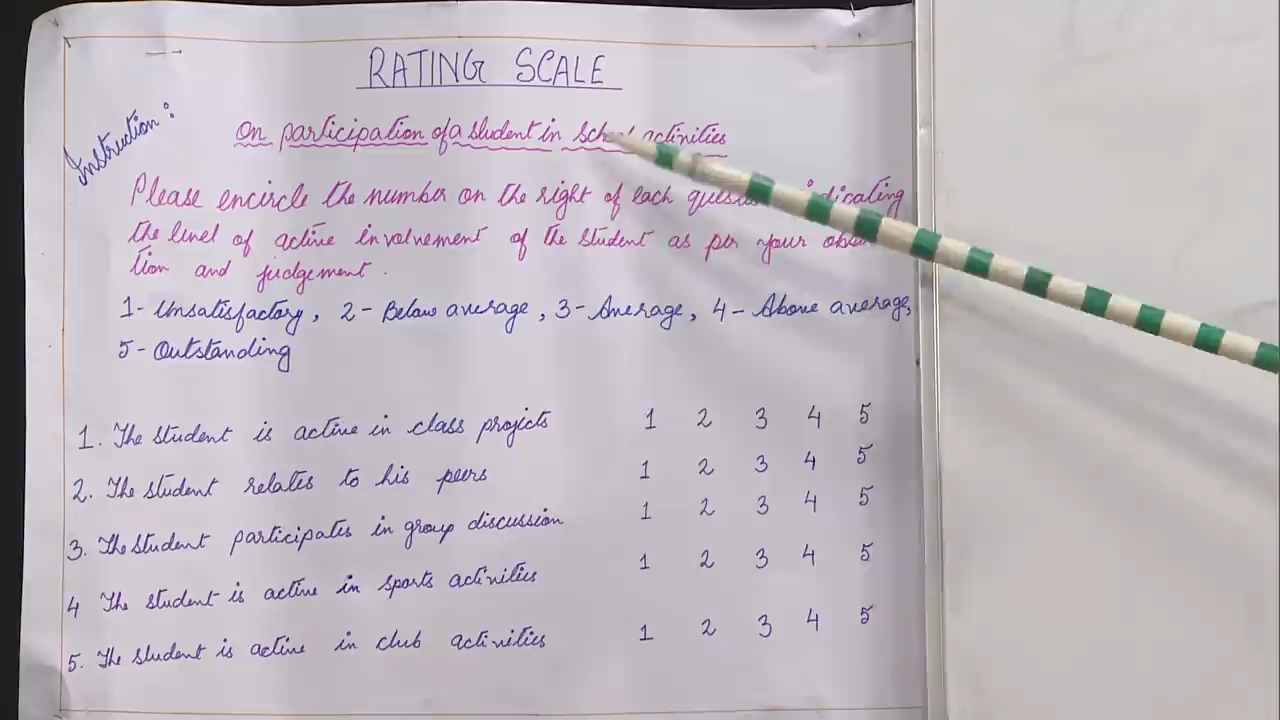 RATING SCALE
Instruction:
On participation of a student in activities
Please encircle the number on the right of each
the level of active involvement of the student as per your
tion and judgement.
1- Unsatisfactory, 2- Below average, 3- Average, 4- Above average,
5- Outstanding
1. The student is active in class projects 1 2 3 4 5
2. The student relates to his peers 1 2 3 4 5
3. The student participates in group discussion 1 2 3 4 5
4 The student is active in sports activities 1 2 3 4 5
5. The student is active in club activities 1 2 3 4 5